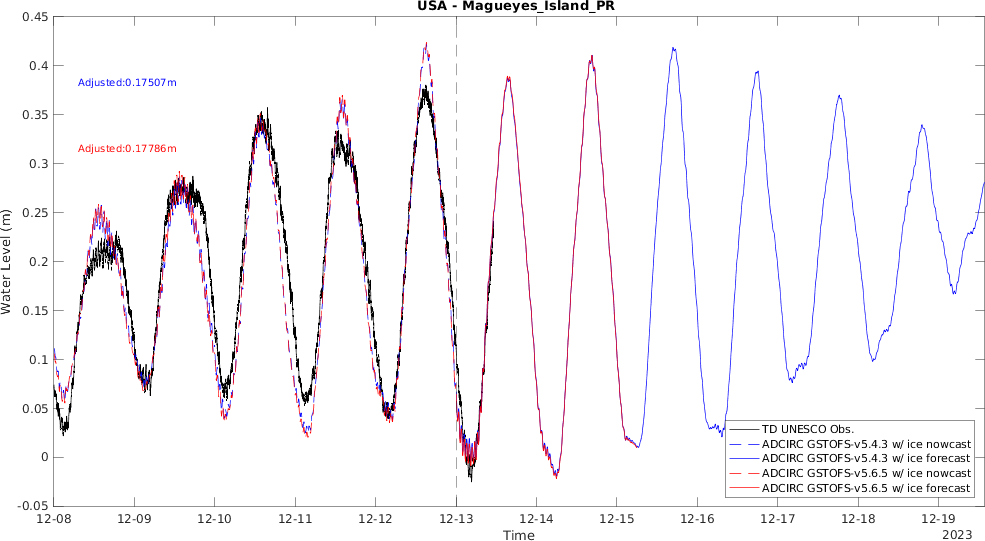 USA - Magueyes_Island_PR
0.45
0.4
0.35
0.3
0.25
0.2
0.15
0.1
0.05
0
-0.05
Water Level (m)
Adjusted:0.17507m
Adjusted:0.17786m
TD UNESCO Obs.
ADCIRC GSTOFS-v5.4.3 w/ ice nowcast
ADCIRC GSTOFS-v5.4.3 w/ ice forecast
ADCIRC GSTOFS-v5.6.5 w/ ice nowcast
ADCIRC GSTOFS-v5.6.5 w/ ice forecast
12-08 12-09 12-10 12-11 12-12 12-13 12-14 12-15 12-16 12-17 12-18 12-19
Time
2023